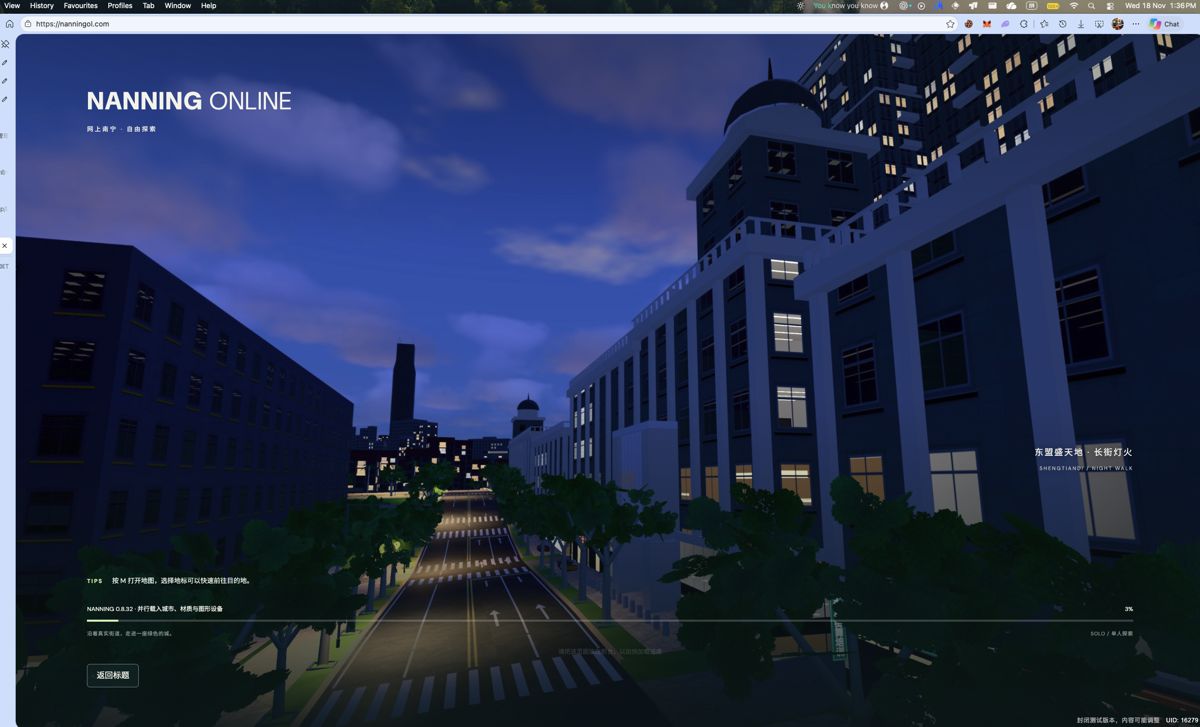 View History Favourites Profiles Tab Window Help
You know you know
Wed 18 Nov 1:36 PM
https://nanningol.com
Chat
NANNING ONLINE
网上南宁 · 自由探索
东盟盛天地 · 长街灯火
SHENGTIANDI / NIGHT WALK
TIPS 按 M 打开地图，选择地标可以快速前往目的地。
NANNING 0.8.32 · 并行载入城市、材质与图形设备
3%
沿着真实街道，走进一座绿色的城。
SOLO / 单人探索
返回标题
封闭测试版本，内容可能调整 UID: 16279